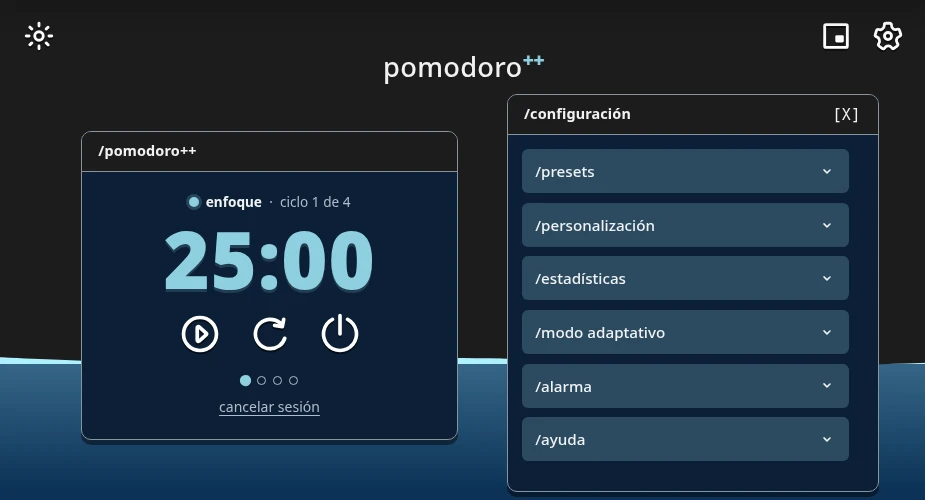 pomodoro++
/pomodoro++
enfoque · ciclo 1 de 4
25:00
cancelar sesión
/configuración [X]
/presets
/personalización
/estadísticas
/modo adaptativo
/alarma
/ayuda